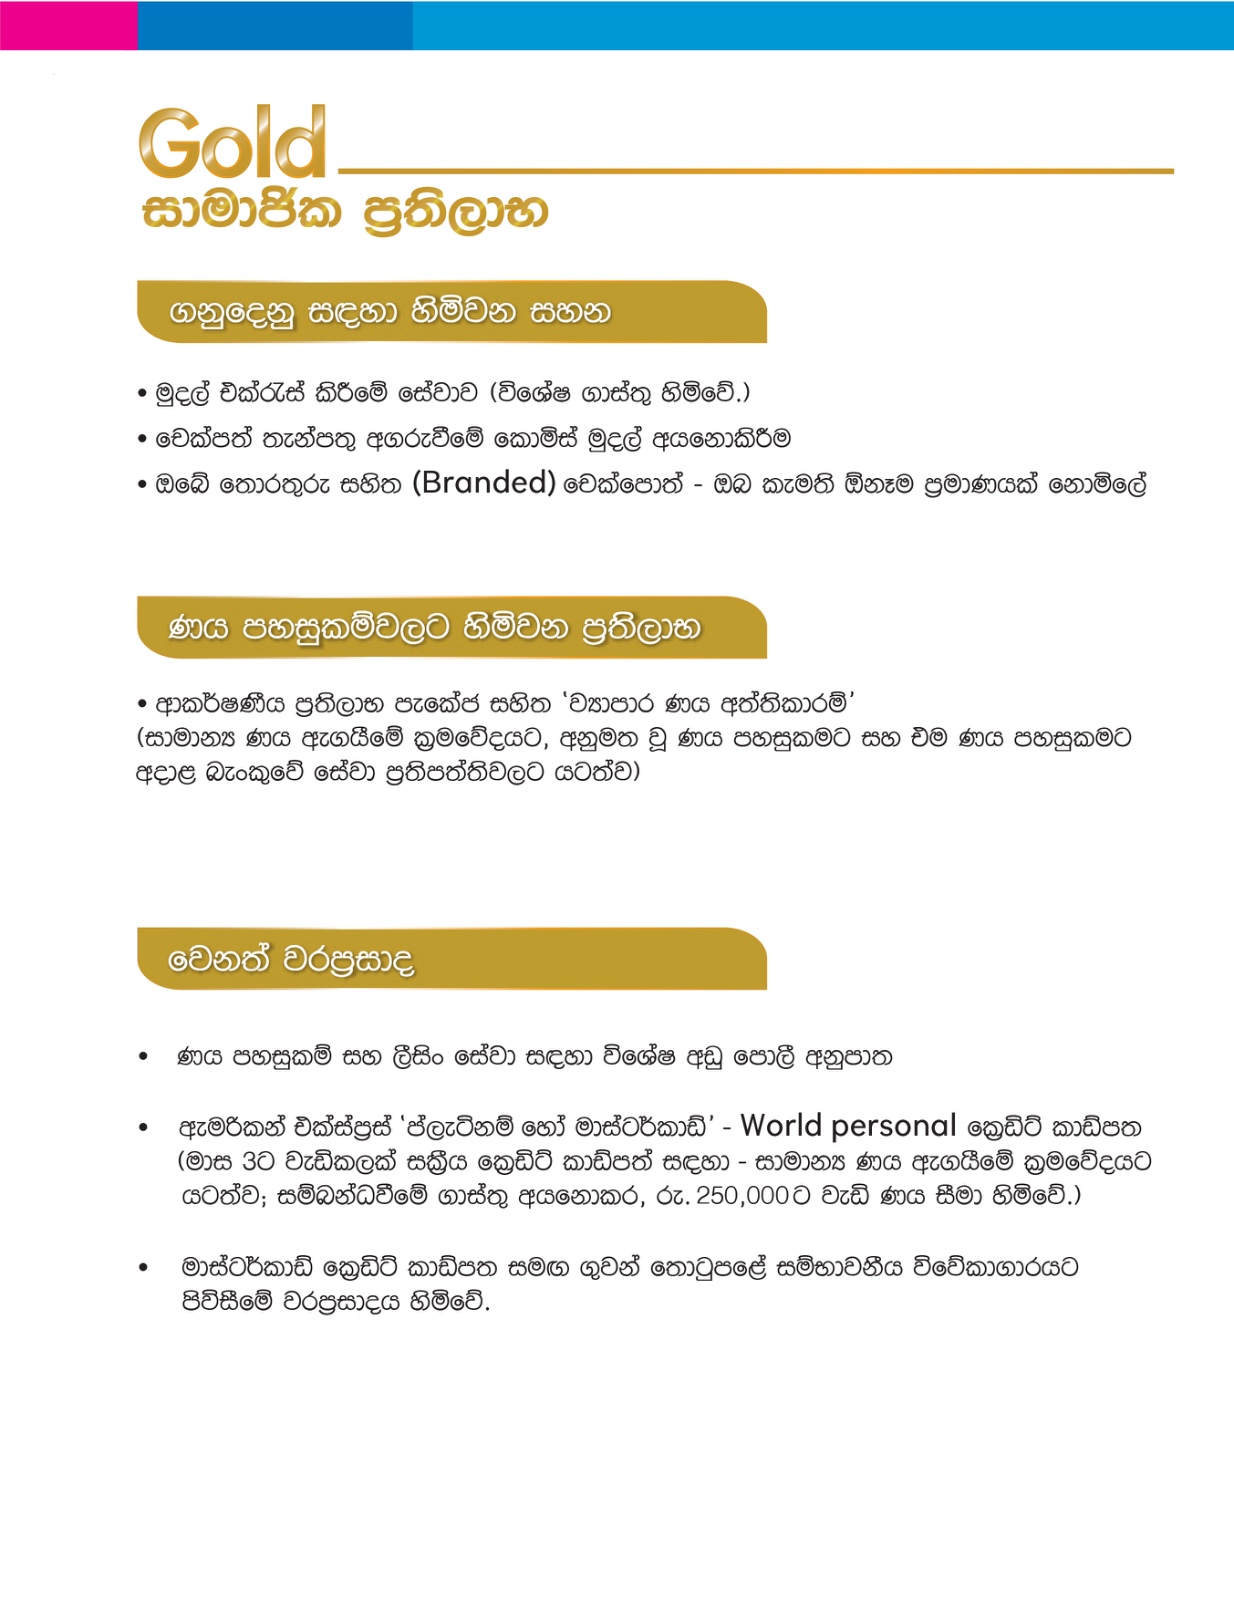 Gold
සාමාජික ප්‍රතිලාභ
ගනුදෙනු සඳහා හිමිවන සහන
• මුදල් එක්රැස් කිරීමේ සේවාව (විශේෂ ගාස්තු හිමිවේ.)
• චෙක්පත් තැන්පතු අගරුවීමේ කොමිස් මුදල් අයනොකිරීම
• ඔබේ තොරතුරු සහිත (Branded) චෙක්පොත් - ඔබ කැමති ඕනෑම ප්‍රමාණයක් නොමිලේ
ණය පහසුකම්වලට හිමිවන ප්‍රතිලාභ
• ආකර්ෂණීය ප්‍රතිලාභ පැකේජ සහිත ‘ව්‍යාපාර ණය අත්තිකාරම්’
(සාමාන්‍ය ණය ඇගයීමේ ක්‍රමවේදයට, අනුමත වූ ණය පහසුකමට සහ එම ණය පහසුකමට
අදාළ බැංකුවේ සේවා ප්‍රතිපත්තිවලට යටත්ව)
වෙනත් වරප්‍රසාද
• ණය පහසුකම් සහ ලීසිං සේවා සඳහා විශේෂ අඩු පොලී අනුපාත
• ඇමරිකන් එක්ස්ප්‍රස් ‘ප්ලැටිනම් හෝ මාස්ටර්කාඩ්’ - World personal ක්‍රෙඩිට් කාඩ්පත
(මාස 3ට වැඩිකලක් සක්‍රීය ක්‍රෙඩිට් කාඩ්පත් සඳහා - සාමාන්‍ය ණය ඇගයීමේ ක්‍රමවේදයට
යටත්ව; සම්බන්ධවීමේ ගාස්තු අයනොකර, රු. 250,000ට වැඩි ණය සීමා හිමිවේ.)
• මාස්ටර්කාඩ් ක්‍රෙඩිට් කාඩ්පත සමඟ ගුවන් තොටුපළේ සම්භාවනීය විවේකාගාරයට
පිවිසීමේ වරප්‍රසාදය හිමිවේ.